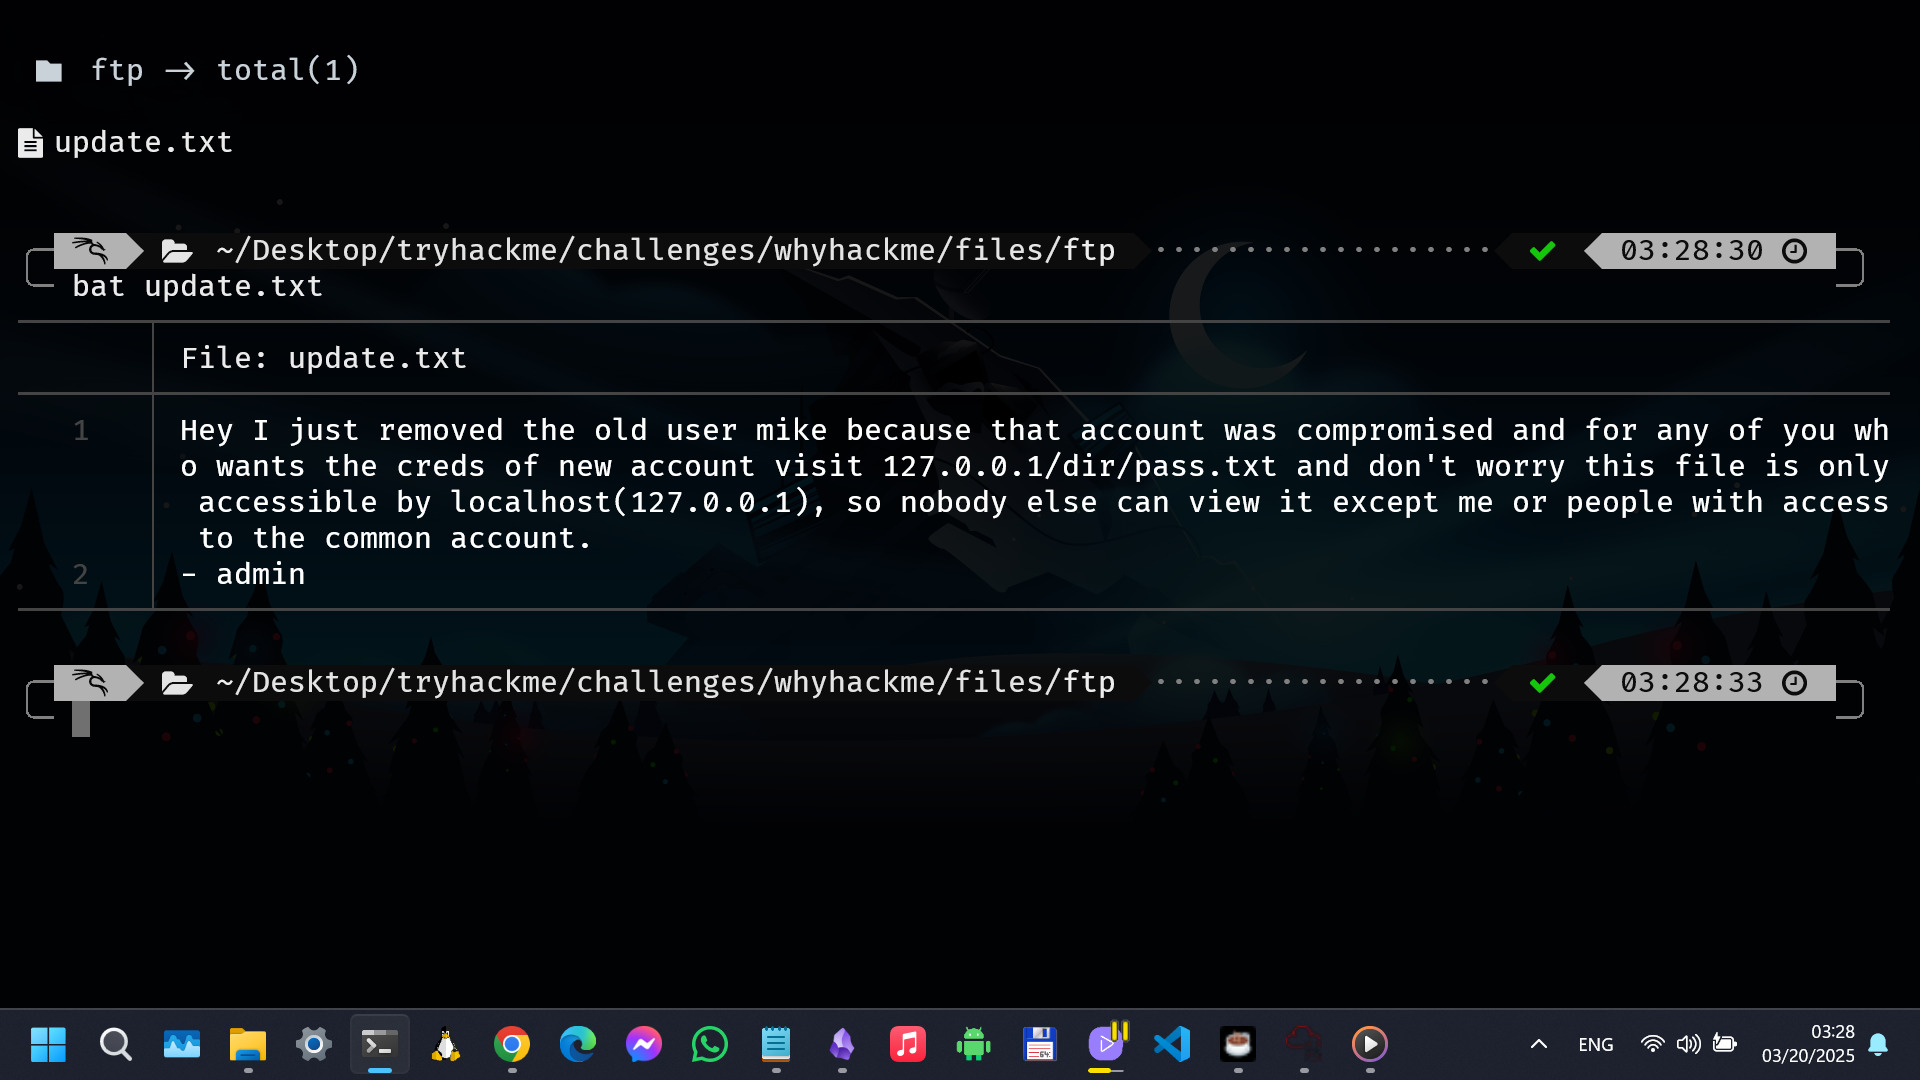 ftp → total(1)
update.txt
~/Desktop/tryhackme/challenges/whyhackme/files/ftp
03:28:30
bat update.txt
File: update.txt
1 Hey I just removed the old user mike because that account was compromised and for any of you wh
o wants the creds of new account visit 127.0.0.1/dir/pass.txt and don't worry this file is only
accessible by localhost(127.0.0.1), so nobody else can view it except me or people with access
to the common account.
2 - admin
~/Desktop/tryhackme/challenges/whyhackme/files/ftp
03:28:33
64
ENG
03:28
03/20/2025